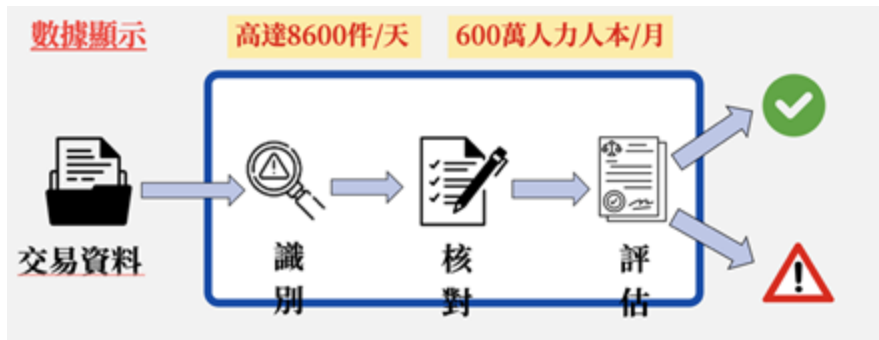 數據顯示
高達8600件/天
600萬人力人本/月
交易資料
識別
核對
評估